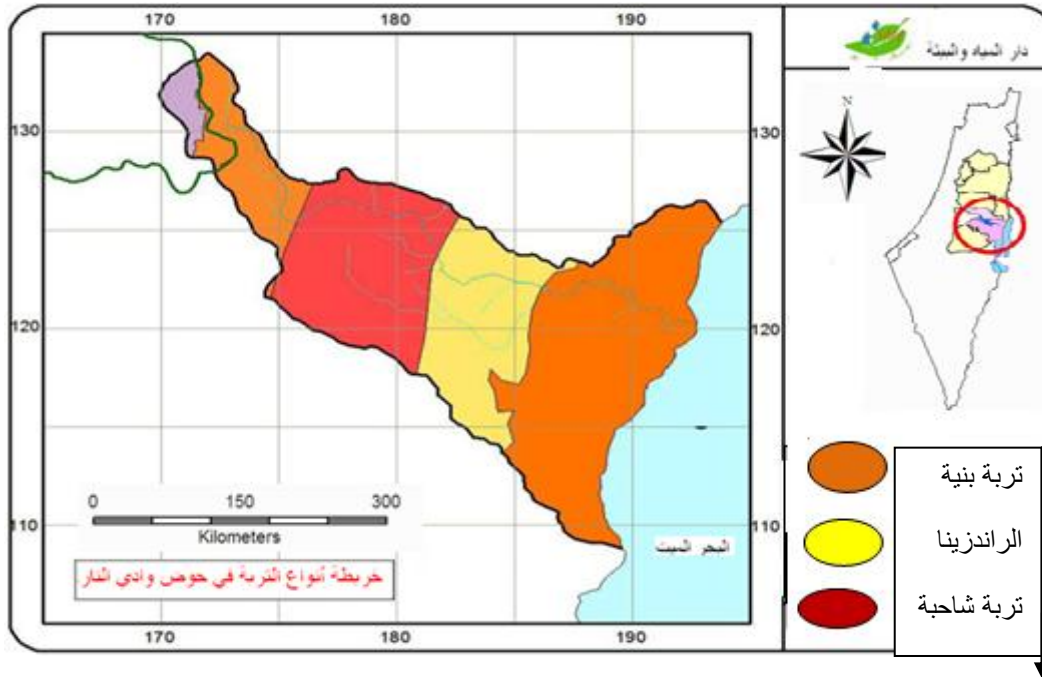 170
180
190
دار المياه والبيئة
N
130
130
120
120
110
110
0
150
300
Kilometers
خريطة أنواع التربة في حوض وادي النار
البحر الميت
170
180
190
تربة بنية
الراندزينا
تربة شاحبة